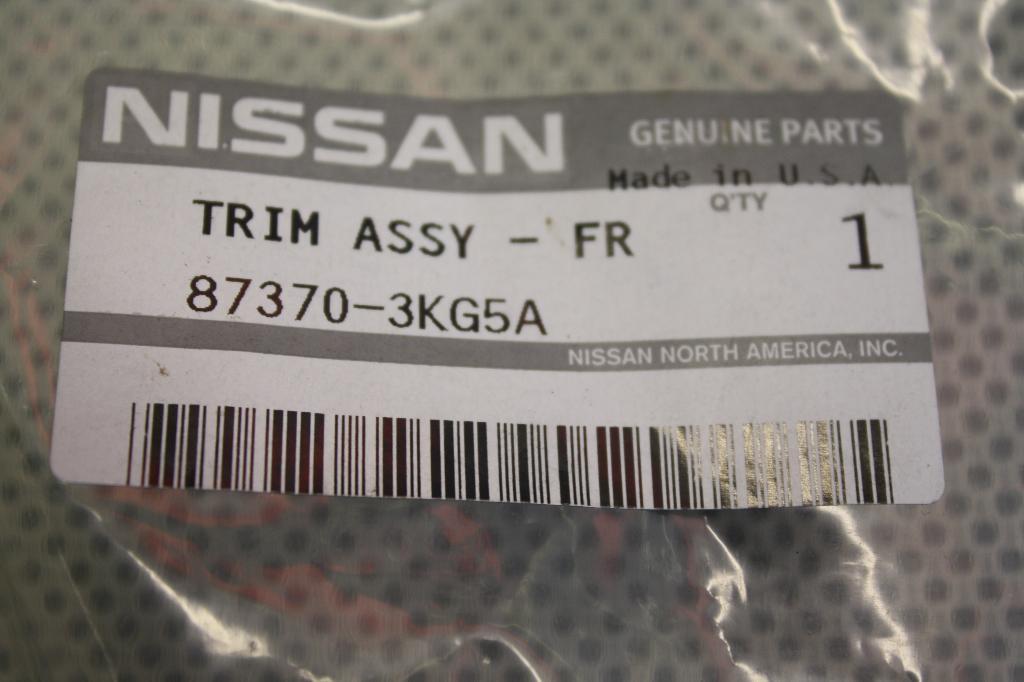 NISSAN
GENUINE PARTS
Made in U.S.A.
Q'TY
TRIM ASSY - FR
1
87370-3KG5A
NISSAN NORTH AMERICA, INC.